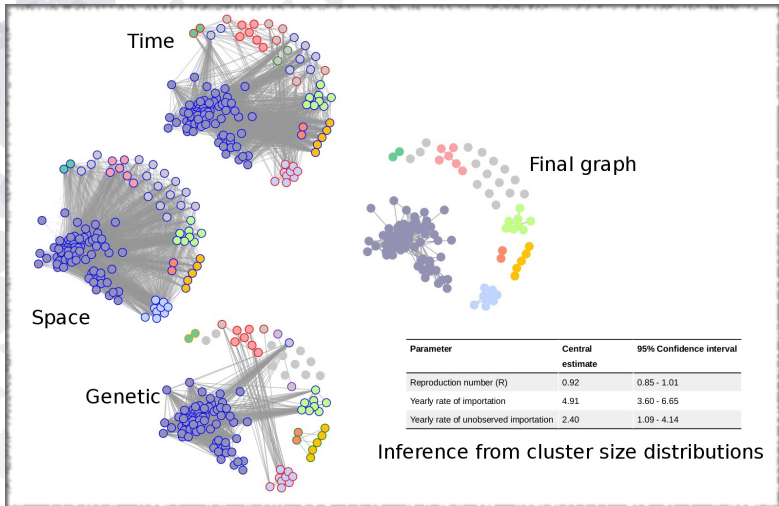 Time
Final graph
Space
Genetic
Parameter Central estimate 95% Confidence interval
Reproduction number (R) 0.92 0.85 - 1.01
Yearly rate of importation 4.91 3.60 - 6.65
Yearly rate of unobserved importation 2.40 1.09 - 4.14
Inference from cluster size distributions